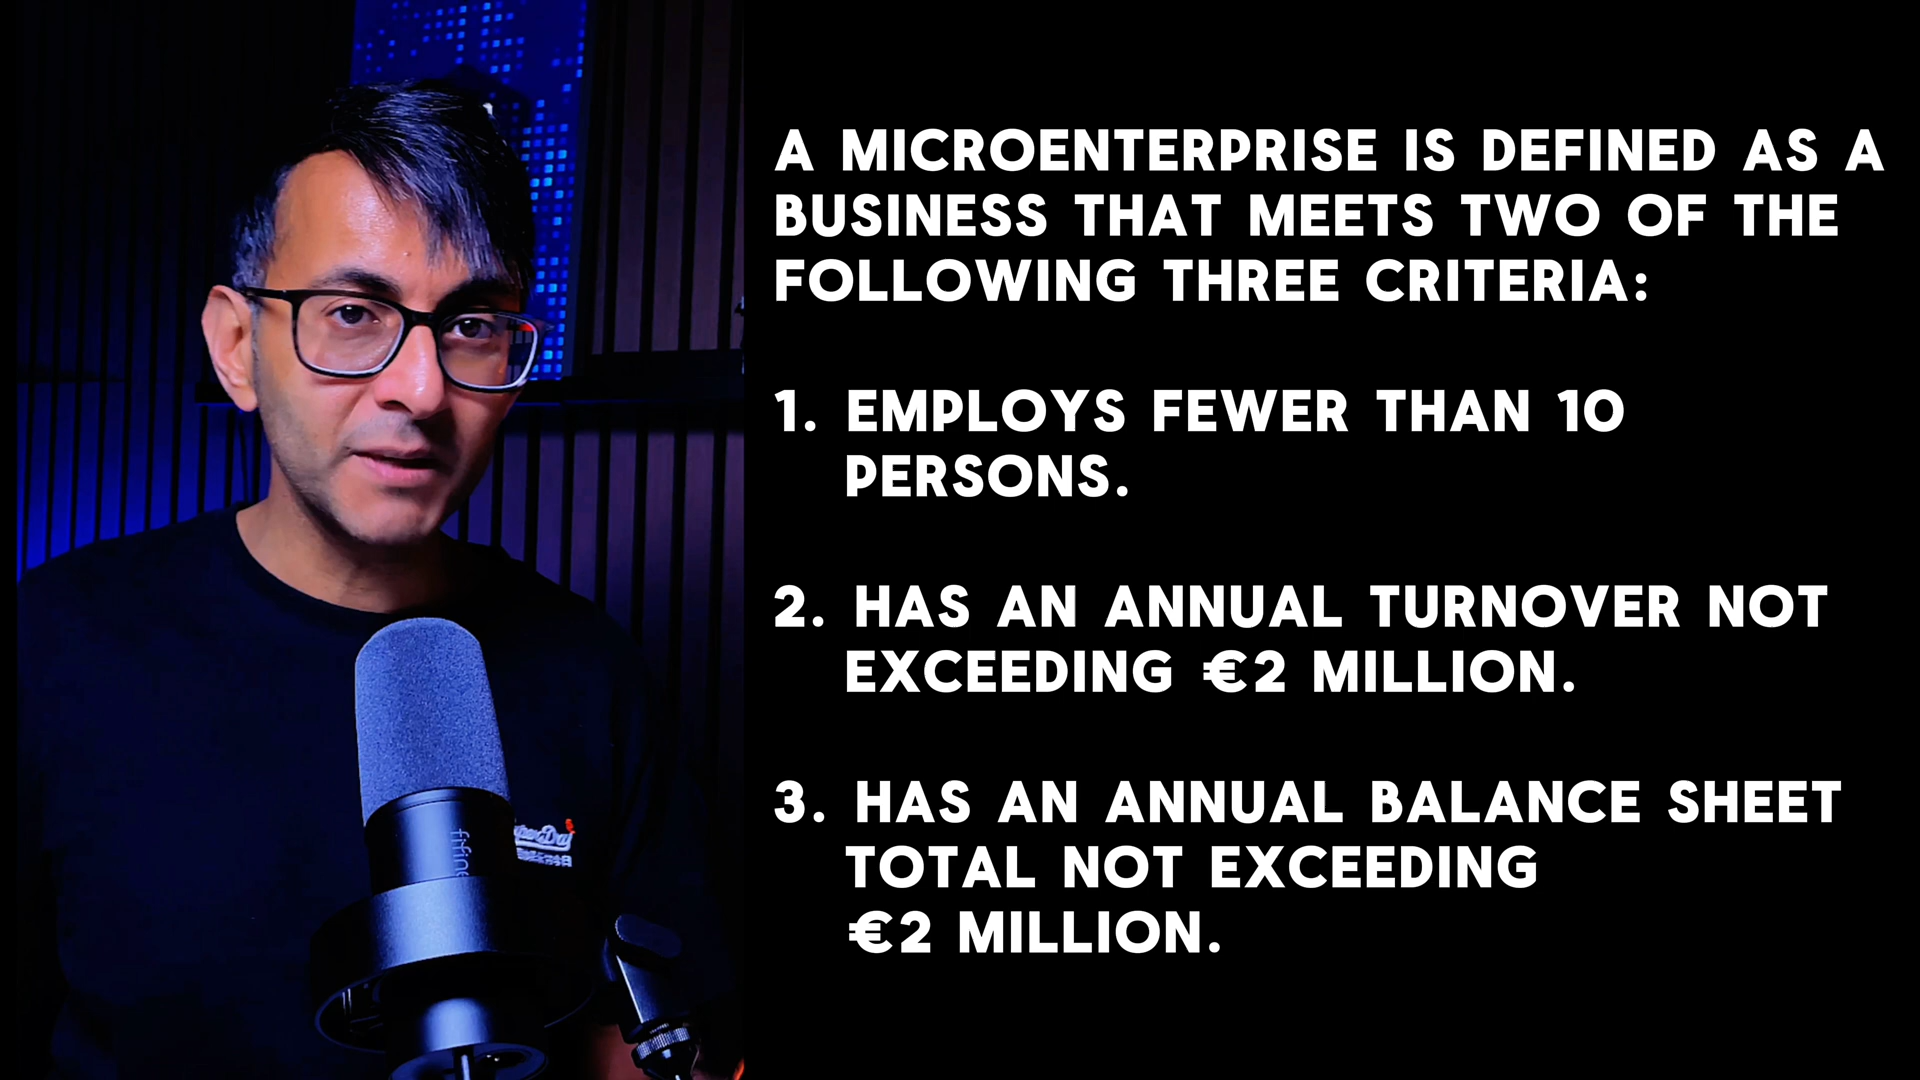 A MICROENTERPRISE IS DEFINED AS A
BUSINESS THAT MEETS TWO OF THE
FOLLOWING THREE CRITERIA:
1. EMPLOYS FEWER THAN 10
PERSONS.
2. HAS AN ANNUAL TURNOVER NOT
EXCEEDING €2 MILLION.
3. HAS AN ANNUAL BALANCE SHEET
TOTAL NOT EXCEEDING
€2 MILLION.